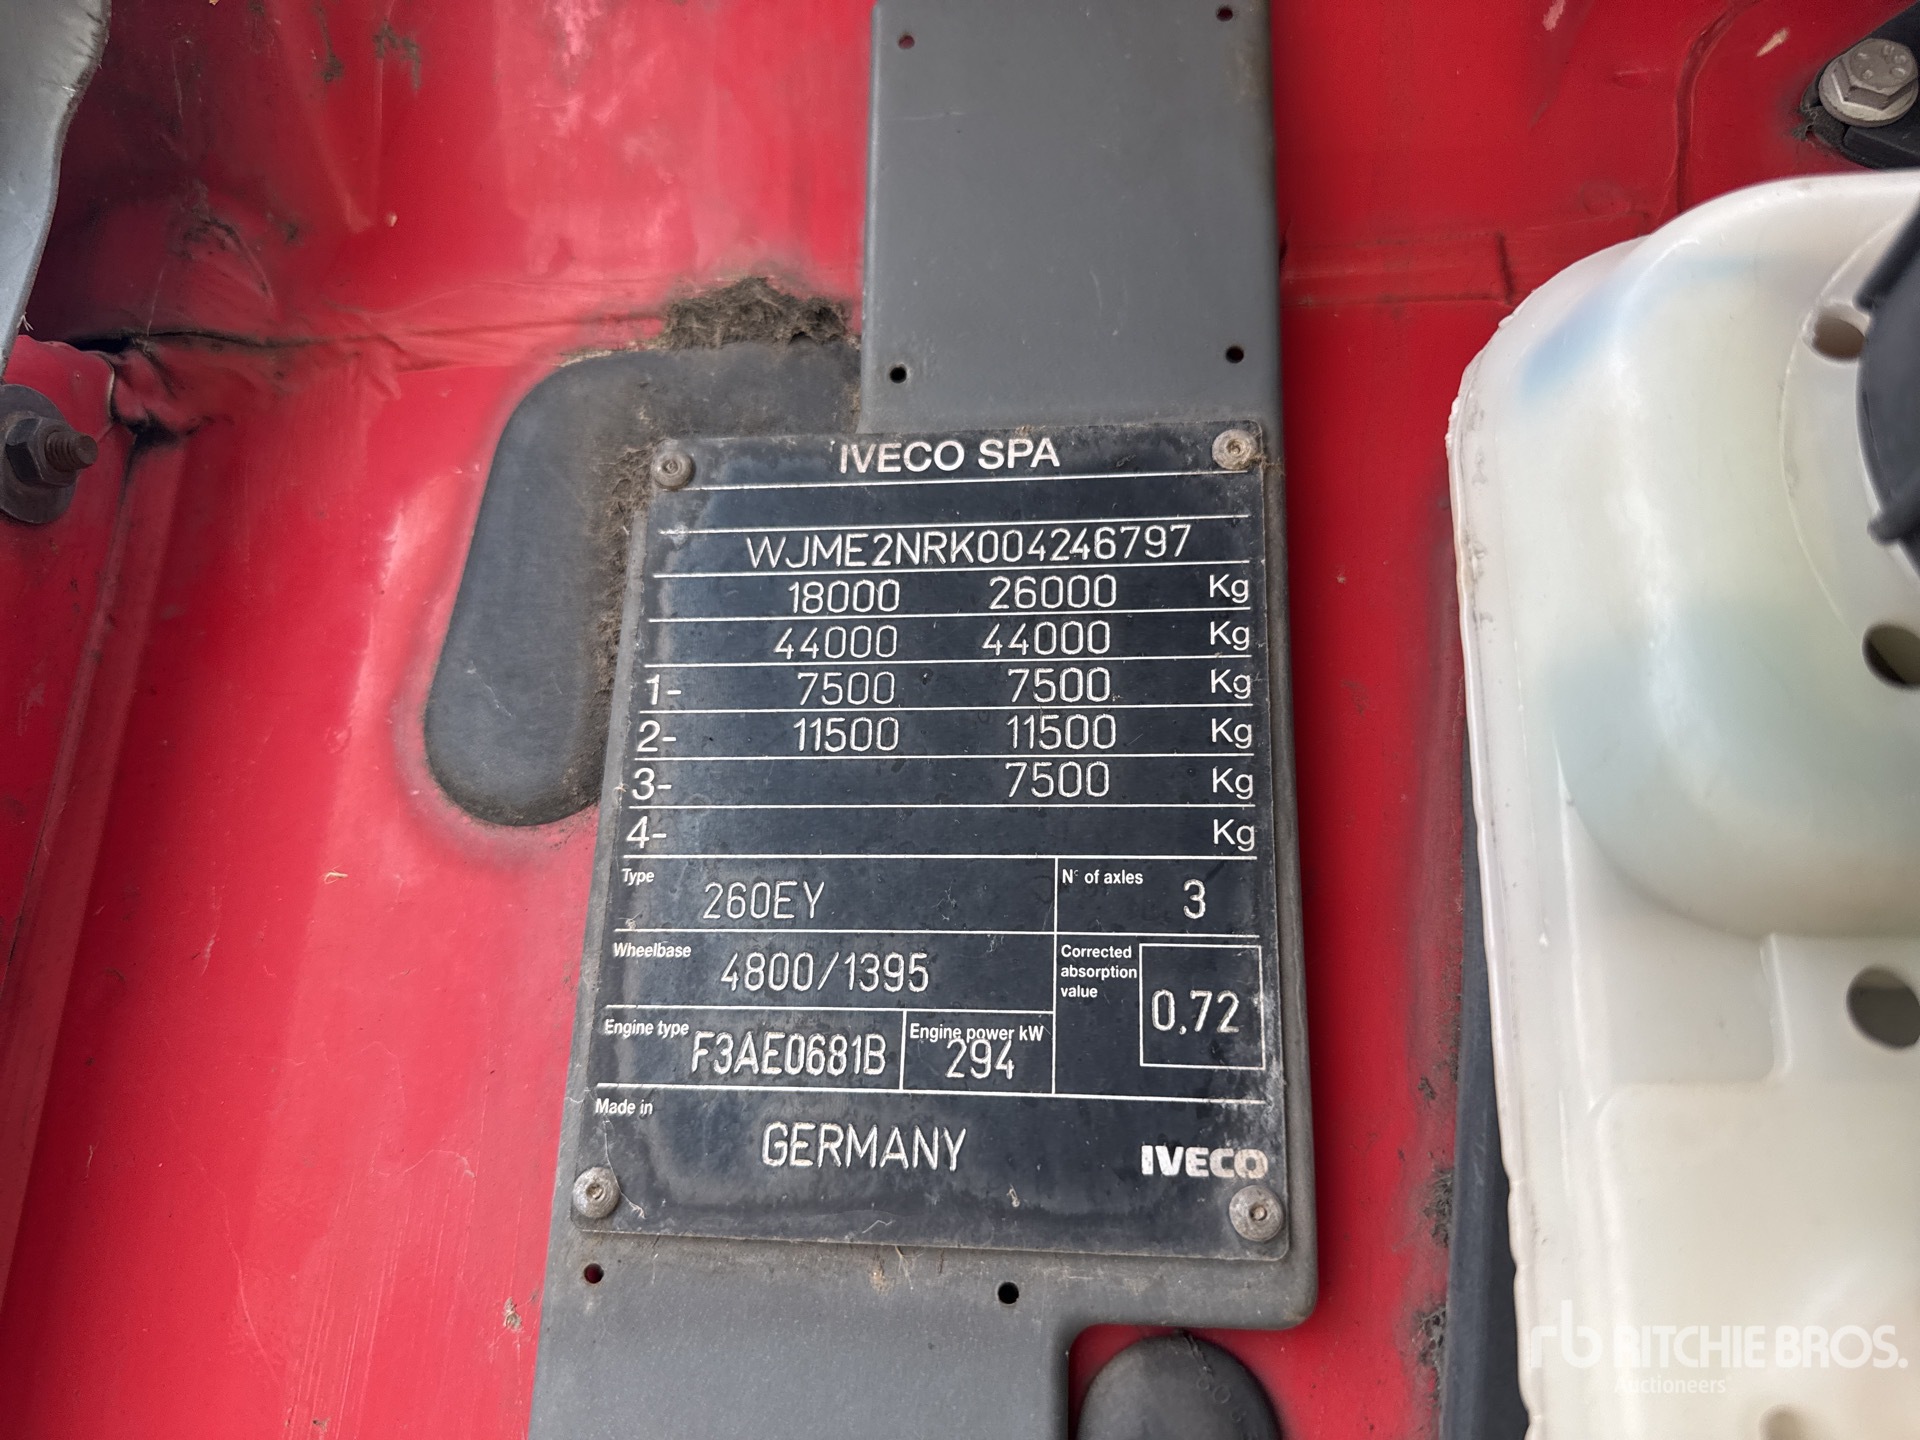 IVECO SPA
WJME2NRK004246797
18000 26000 Kg
44000 44000 Kg
1- 7500 7500 Kg
2- 11500 11500 Kg
3- 7500 Kg
4- Kg
Type 260EY N° of axles 3
Wheelbase 4800/1395 Corrected absorption value 0,72
Engine type F3AE0681B Engine power kW 294
Made in GERMANY IVECO
rb RITCHIE BROS.
Auctioneers